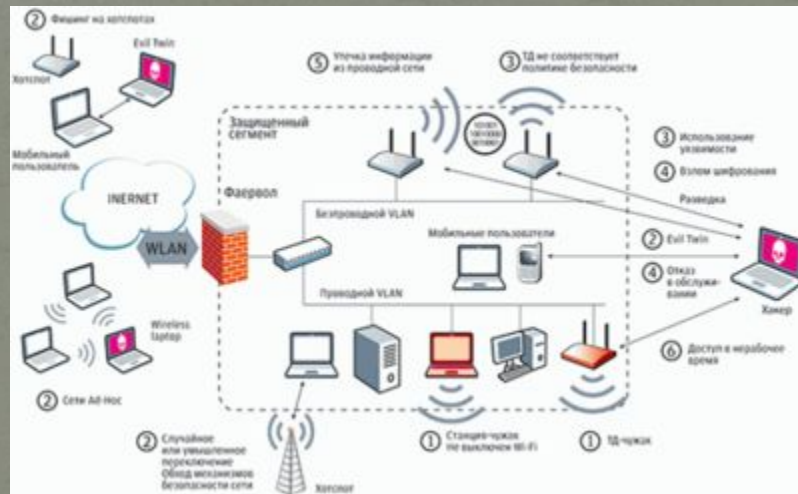 ② Фишинг на хотспотах
Evil Twin
Хотспот
Мобильный
пользователь
INERNET
WLAN
Фаервол
Защищенный
сегмент
⑤ Утечка информации
из проводной сети
③ ТД не соответствует
политике безопасности
③ Использование
уязвимости
④ Взлом шифрования
Разведка
Безпроводной VLAN
Мобильные пользователи
② Evil Twin
④ Отказ
в обслужи-
вании
Хакер
Проводной VLAN
Wireless
laptop
② Сети Ad-Hoc
⑥ Доступ в нерабочее
время
② Случайное
или умышленное
переключение
Обход механизмов
безопасности сети
Хотспот
① Станция-чужак
Не выключен Wi-Fi
① ТД-чужак